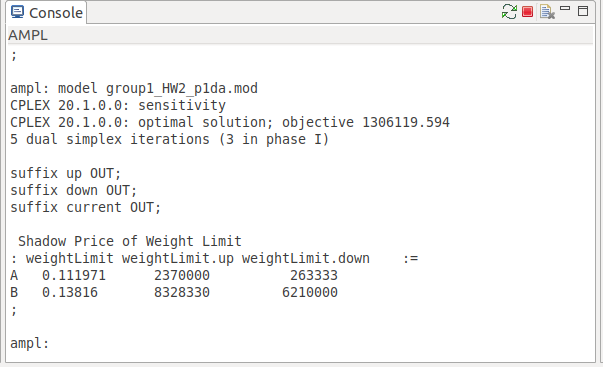 Console
AMPL
;
ampl: model group1_HW2_p1da.mod
CPLEX 20.1.0.0: sensitivity
CPLEX 20.1.0.0: optimal solution; objective 1306119.594
5 dual simplex iterations (3 in phase I)
suffix up OUT;
suffix down OUT;
suffix current OUT;
Shadow Price of Weight Limit
: weightLimit weightLimit.up weightLimit.down :=
A 0.111971 2370000 263333
B 0.13816 8328330 6210000
;
ampl: